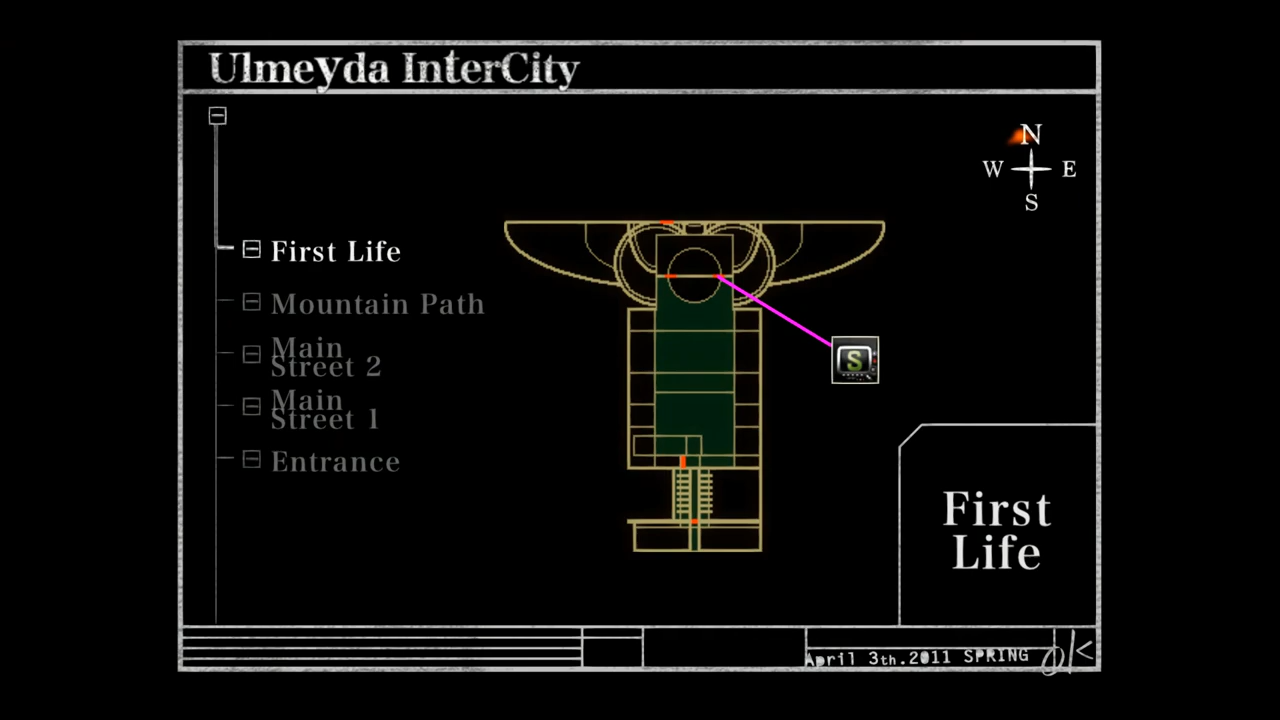 Ulmeyda InterCity
N
W E
S
First Life
Mountain Path
Main
Street 2
Main
Street 1
Entrance
S
First
Life
April 3th.2011 SPRING
OK